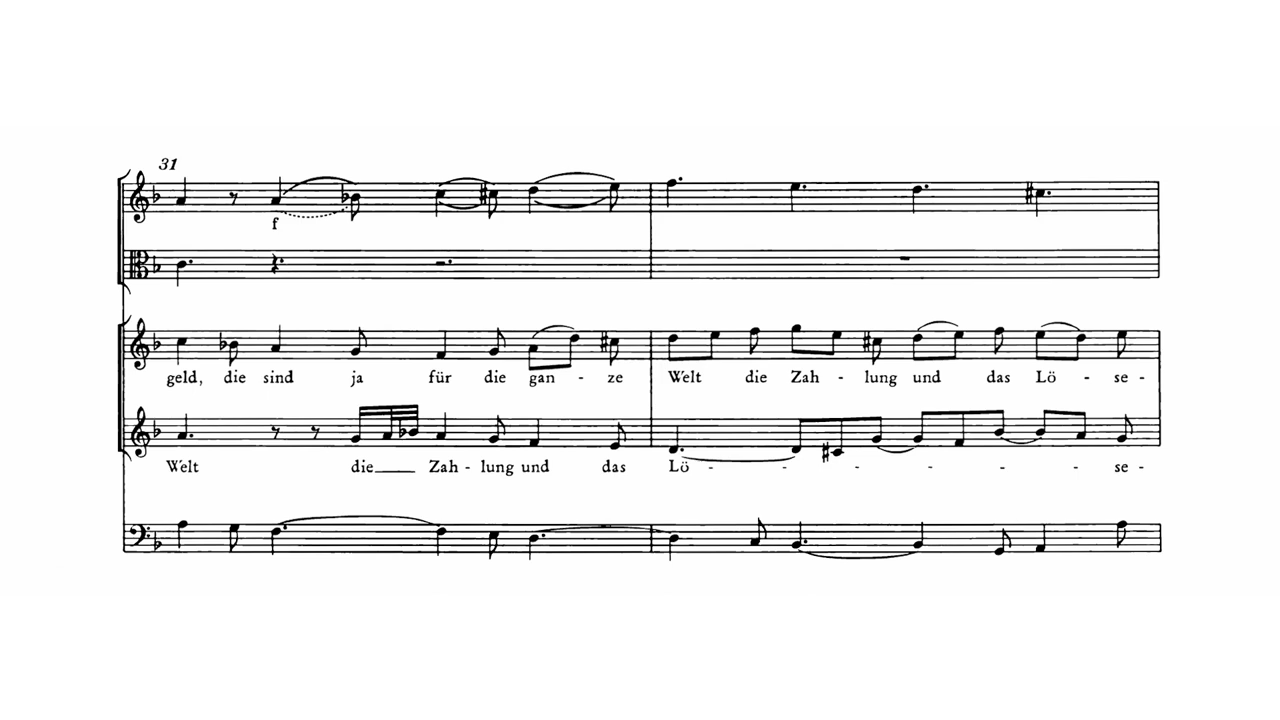 31
f
geld, die sind ja für die gan - ze Welt die Zah - lung und das Lö - se -
Welt die Zah - lung und das Lö - - - - - se -